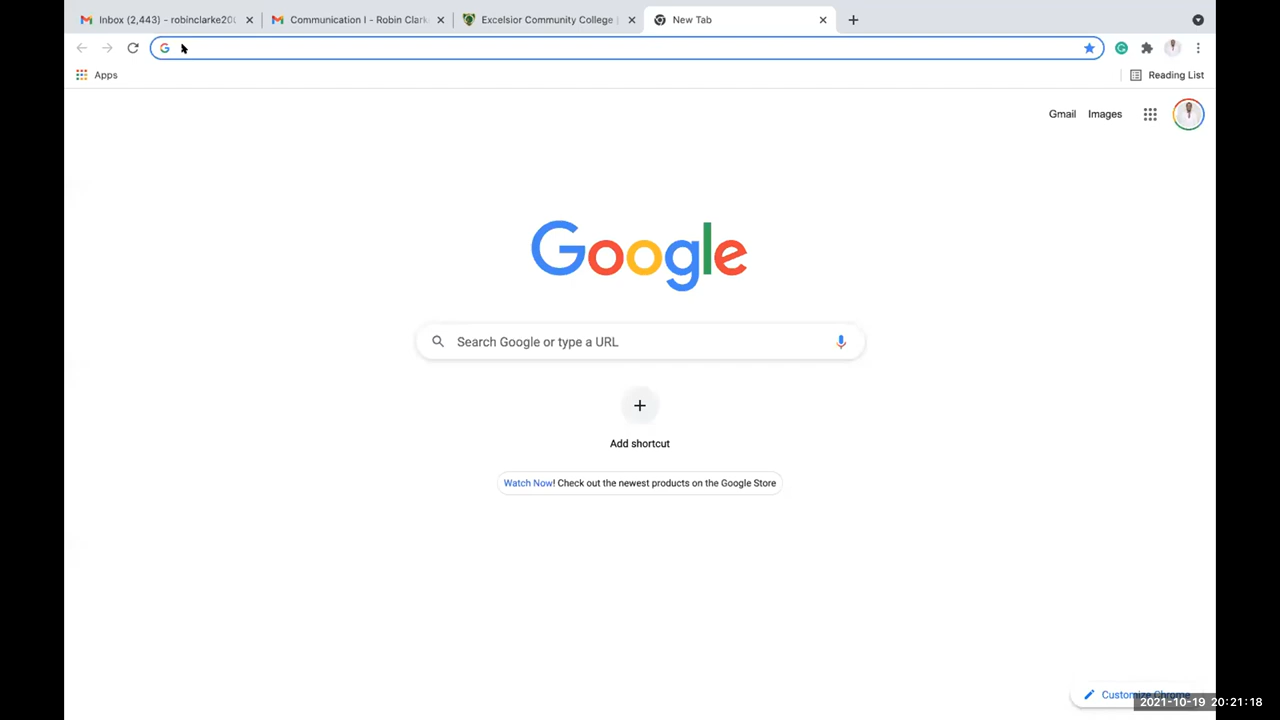 Inbox (2,443) - robinclarke20
Communication I - Robin Clark
Excelsior Community College |
New Tab
Apps
Reading List
Gmail
Images
Google
Search Google or type a URL
Add shortcut
Watch Now! Check out the newest products on the Google Store
Customize Chrome
2021-10-19 20:21:18